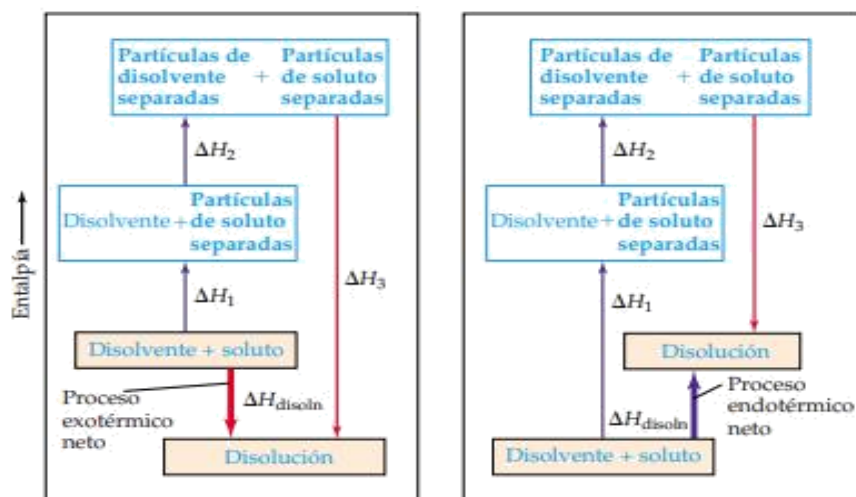 Entalpía
Partículas de
disolvente
separadas
+
Partículas
de soluto
separadas
ΔH₂
Disolvente +
Partículas
de soluto
separadas
ΔH₁
ΔH₃
Disolvente + soluto
Proceso
exotérmico
neto
ΔHdisoln
Disolución
Partículas de
disolvente
separadas
+
Partículas
de soluto
separadas
ΔH₂
Disolvente+
Partículas
de soluto
separadas
ΔH₃
ΔH₁
Disolución
ΔHdisoln
Proceso
endotérmico
neto
Disolvente + soluto